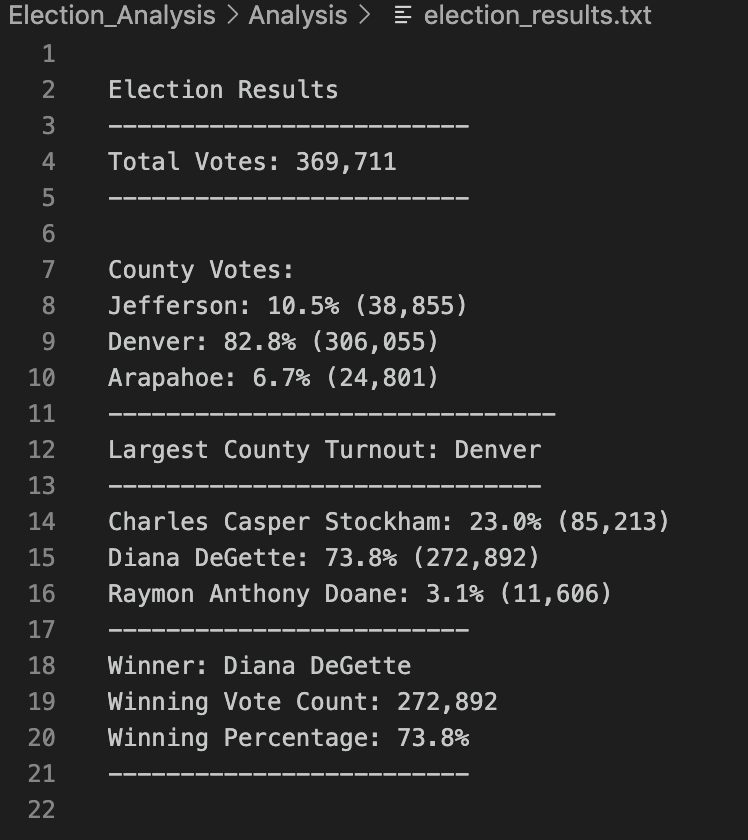 Election_Analysis > Analysis > election_results.txt
1
2 Election Results
3 -------------------------
4 Total Votes: 369,711
5 -------------------------
6
7 County Votes:
8 Jefferson: 10.5% (38,855)
9 Denver: 82.8% (306,055)
10 Arapahoe: 6.7% (24,801)
11 -------------------------------
12 Largest County Turnout: Denver
13 ------------------------------
14 Charles Casper Stockham: 23.0% (85,213)
15 Diana DeGette: 73.8% (272,892)
16 Raymon Anthony Doane: 3.1% (11,606)
17 -------------------------
18 Winner: Diana DeGette
19 Winning Vote Count: 272,892
20 Winning Percentage: 73.8%
21 -------------------------
22